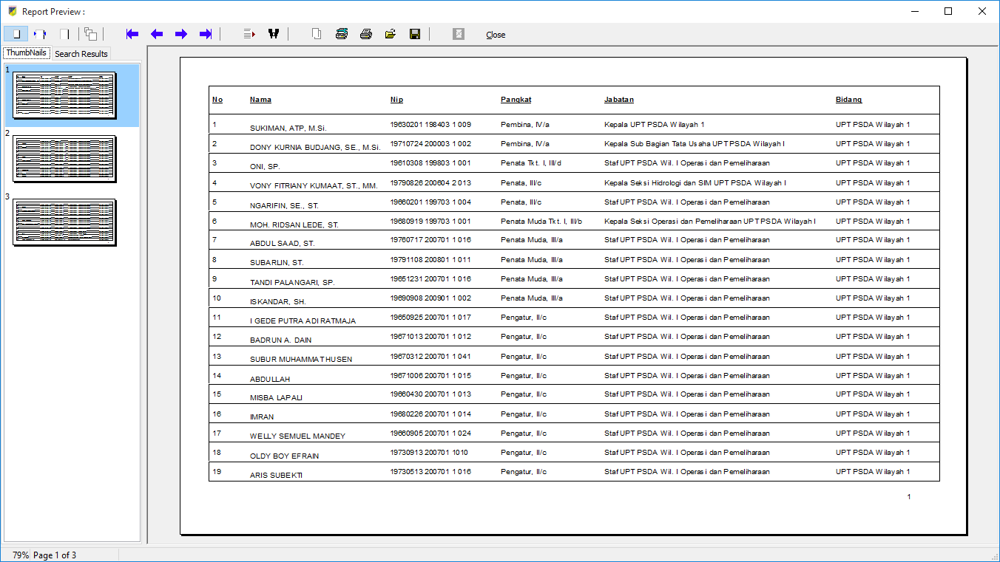 Report Preview :
Close
ThumbNails Search Results
1
2
3
No Nama Nip Pangkat Jabatan Bidang
1 SUKIMAN, ATP, M.Si. 19630201 198403 1 009 Pembina, IV/a Kepala UPT PSDA Wilayah 1 UPT PSDA Wilayah 1
2 DONY KURNIA BUDJANG, SE., M.Si. 19710724 200003 1 002 Pembina, IV/a Kepala Sub Bagian Tata Usaha UPT PSDA Wilayah I UPT PSDA Wilayah 1
3 ONI, SP. 19610308 199803 1 001 Penata Tkt. I, III/d Staf UPT PSDA Wil. I Operasi dan Pemeliharaan UPT PSDA Wilayah 1
4 VONY FITRIANY KUMAAT, ST., MM. 19790826 200604 2 013 Penata, III/c Kepala Seksi Hidrologi dan SIM UPT PSDA Wilayah I UPT PSDA Wilayah 1
5 NGARIFIN, SE., ST. 19660201 199703 1 004 Penata, III/c Staf UPT PSDA Wil. I Operasi dan Pemeliharaan UPT PSDA Wilayah 1
6 MOH. RIDSAN LEDE, ST. 19680919 199703 1 001 Penata Muda Tkt. I, III/b Kepala Seksi Operasi dan Pemeliharaan UPT PSDA Wilayah I UPT PSDA Wilayah 1
7 ABDUL SAAD, ST. 19760717 200701 1 016 Penata Muda, III/a Staf UPT PSDA Wil. I Operasi dan Pemeliharaan UPT PSDA Wilayah 1
8 SUBARLIN, ST. 19791108 200801 1 011 Penata Muda, III/a Staf UPT PSDA Wil. I Operasi dan Pemeliharaan UPT PSDA Wilayah 1
9 TANDI PALANGARI, SP. 19651231 200701 1 016 Penata Muda, III/a Staf UPT PSDA Wil. I Operasi dan Pemeliharaan UPT PSDA Wilayah 1
10 ISKANDAR, SH. 19690908 200901 1 002 Penata Muda, III/a Staf UPT PSDA Wil. I Operasi dan Pemeliharaan UPT PSDA Wilayah 1
11 I GEDE PUTRA ADI RATMAJA 19650925 200701 1 017 Pengatur, II/c Staf UPT PSDA Wil. I Operasi dan Pemeliharaan UPT PSDA Wilayah 1
12 BADRUN A. DAIN 19671013 200701 1 012 Pengatur, II/c Staf UPT PSDA Wil. I Operasi dan Pemeliharaan UPT PSDA Wilayah 1
13 SUBUR MUHAMMAT HUSEN 19670312 200701 1 041 Pengatur, II/c Staf UPT PSDA Wil. I Operasi dan Pemeliharaan UPT PSDA Wilayah 1
14 ABDULLAH 19671006 200701 1 015 Pengatur, II/c Staf UPT PSDA Wil. I Operasi dan Pemeliharaan UPT PSDA Wilayah 1
15 MISBA LAPALI 19660430 200701 1 013 Pengatur, II/c Staf UPT PSDA Wil. I Operasi dan Pemeliharaan UPT PSDA Wilayah 1
16 IMRAN 19680226 200701 1 014 Pengatur, II/c Staf UPT PSDA Wil. I Operasi dan Pemeliharaan UPT PSDA Wilayah 1
17 WELLY SEMUEL MANDEY 19660905 200701 1 024 Pengatur, II/c Staf UPT PSDA Wil. I Operasi dan Pemeliharaan UPT PSDA Wilayah 1
18 OLDY BOY EFRAIN 19730913 200701 1010 Pengatur, II/c Staf UPT PSDA Wil. I Operasi dan Pemeliharaan UPT PSDA Wilayah 1
19 ARIS SUBEKTI 19730513 200701 1 016 Pengatur, II/c Staf UPT PSDA Wil. I Operasi dan Pemeliharaan UPT PSDA Wilayah 1
1
79% Page 1 of 3